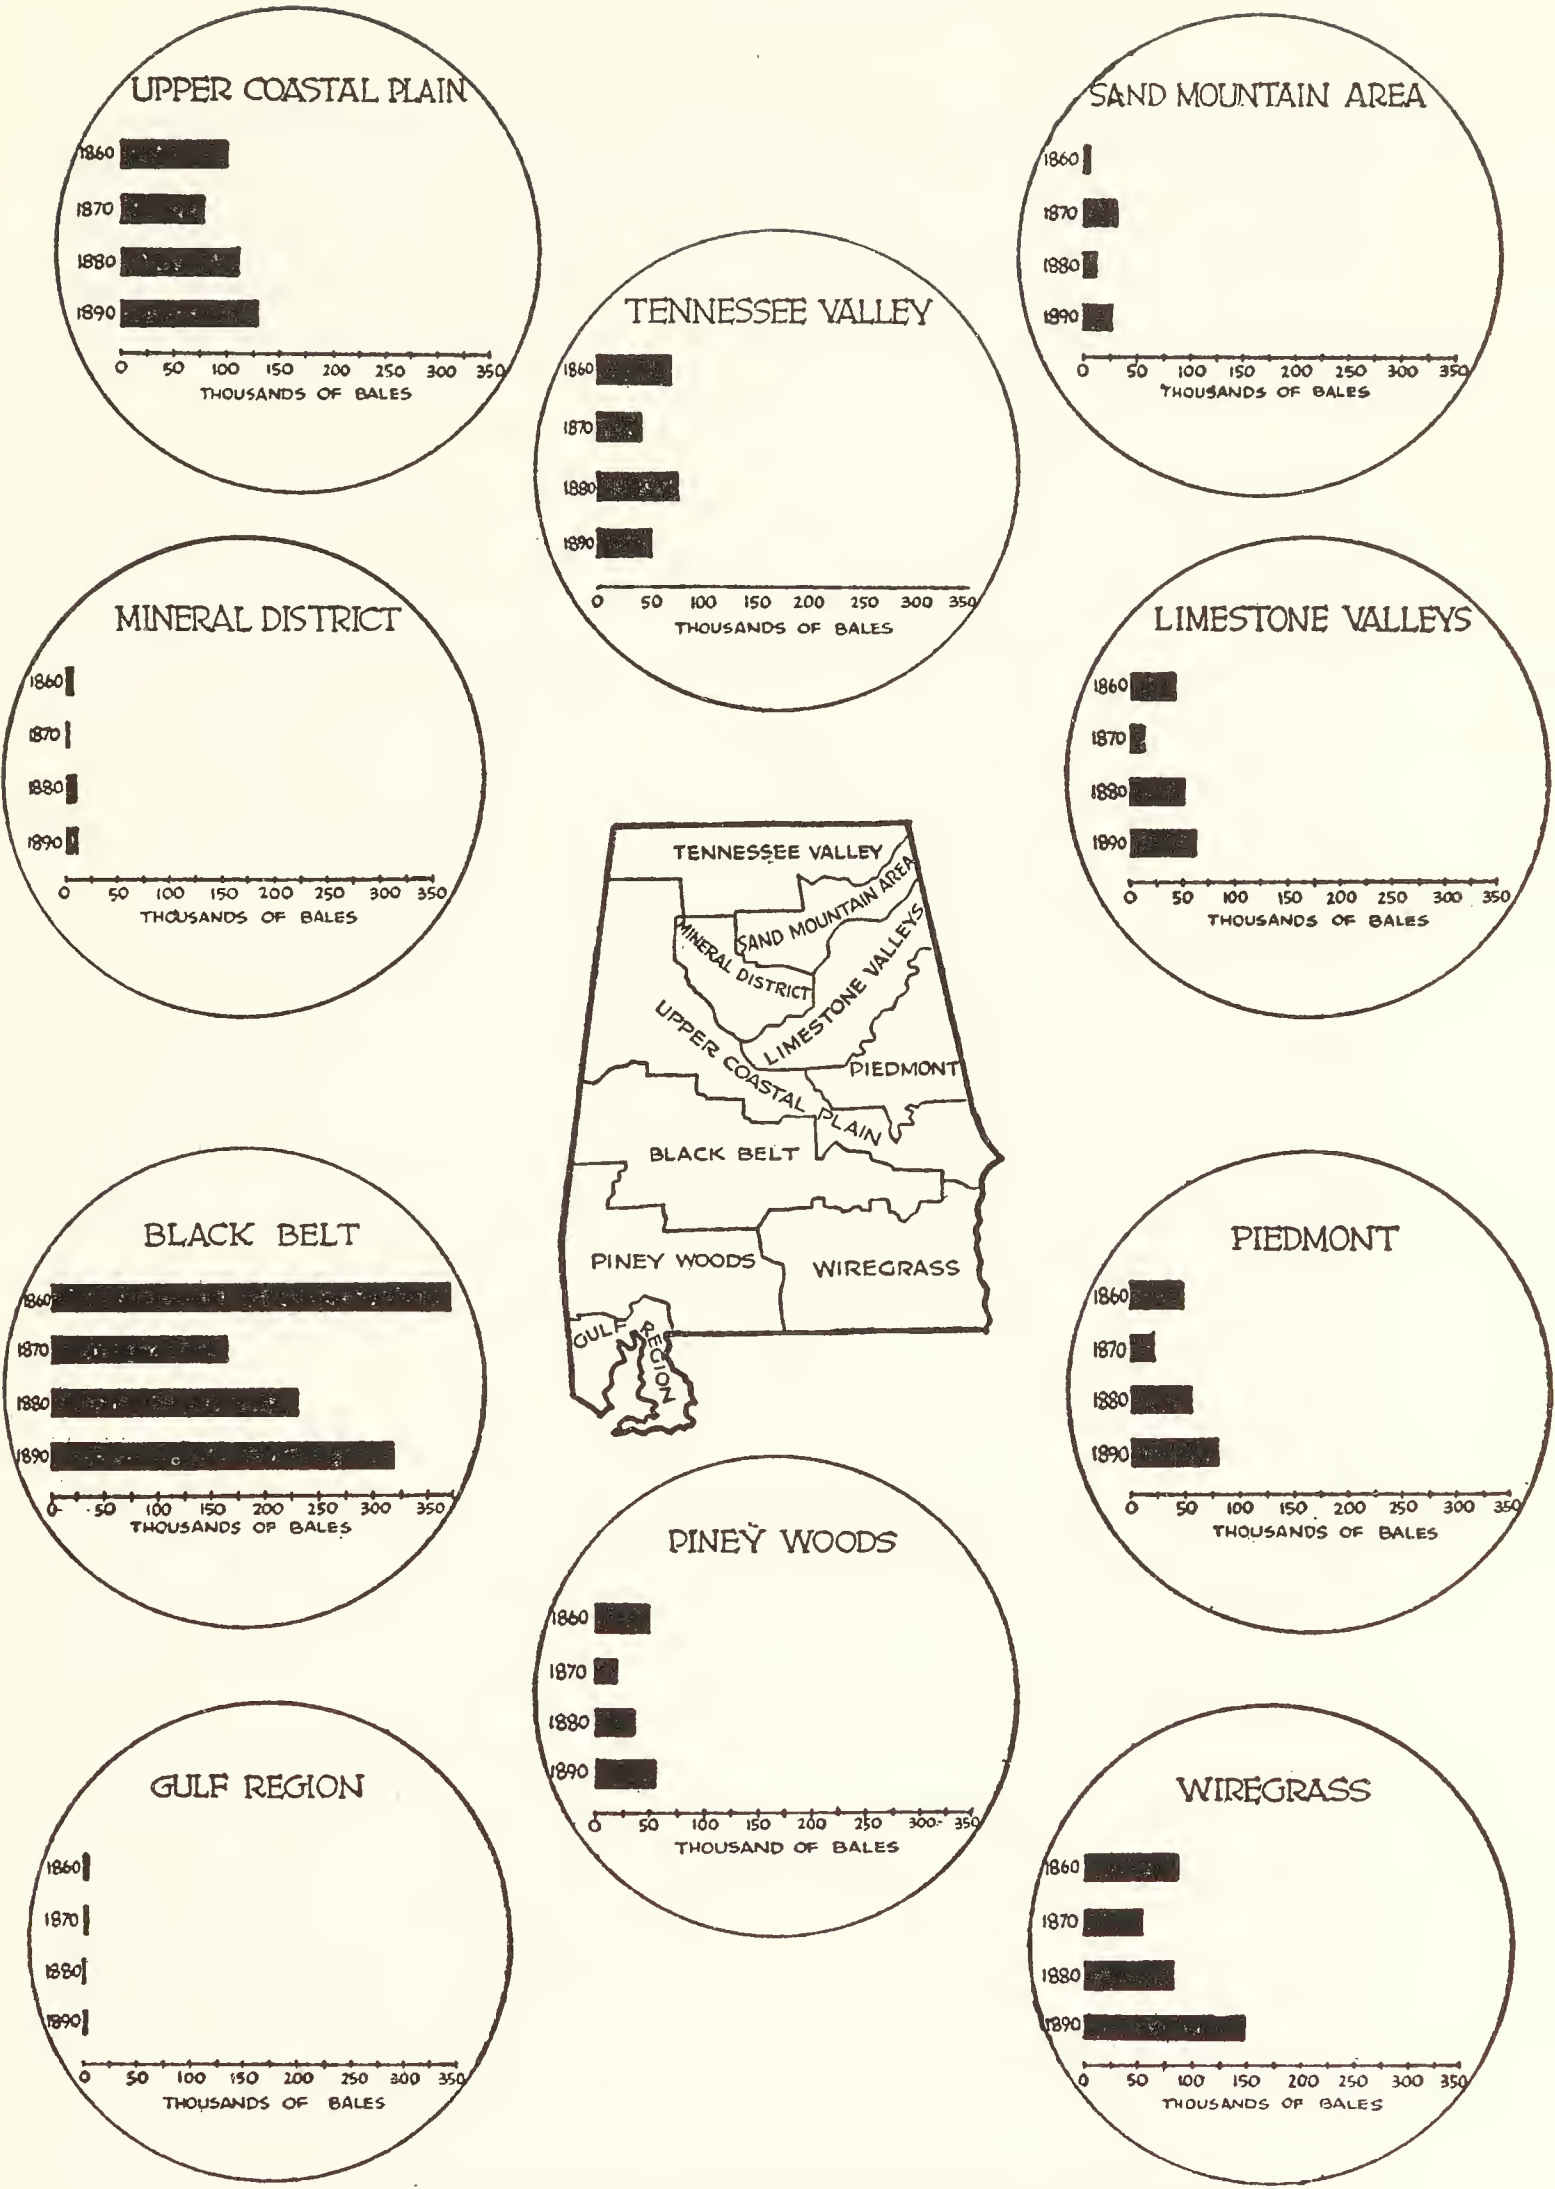 UPPER COASTAL PLAIN
1860
1870
1880
1890
0 50 100 150 200 250 300 350
THOUSANDS OF BALES
SAND MOUNTAIN AREA
1860
1870
1880
1890
0 50 100 150 200 250 300 350
THOUSANDS OF BALES
TENNESSEE VALLEY
1860
1870
1880
1890
0 50 100 150 200 250 300 350
THOUSANDS OF BALES
MINERAL DISTRICT
1860
1870
1880
1890
0 50 100 150 200 250 300 350
THOUSANDS OF BALES
LIMESTONE VALLEYS
1860
1870
1880
1890
0 50 100 150 200 250 300 350
THOUSANDS OF BALES
TENNESSEE VALLEY
SAND MOUNTAIN AREA
MINERAL DISTRICT
LIMESTONE VALLEYS
UPPER COASTAL PLAIN
PIEDMONT
BLACK BELT
PINEY WOODS
WIREGRASS
GULF REGION
BLACK BELT
1860
1870
1880
1890
0 50 100 150 200 250 300 350
THOUSANDS OF BALES
PIEDMONT
1860
1870
1880
1890
0 50 100 150 200 250 300 350
THOUSANDS OF BALES
PINEY WOODS
1860
1870
1880
1890
0 50 100 150 200 250 300 350
THOUSAND OF BALES
GULF REGION
1860
1870
1880
1890
0 50 100 150 200 250 300 350
THOUSANDS OF BALES
WIREGRASS
1860
1870
1880
1890
0 50 100 150 200 250 300 350
THOUSANDS OF BALES